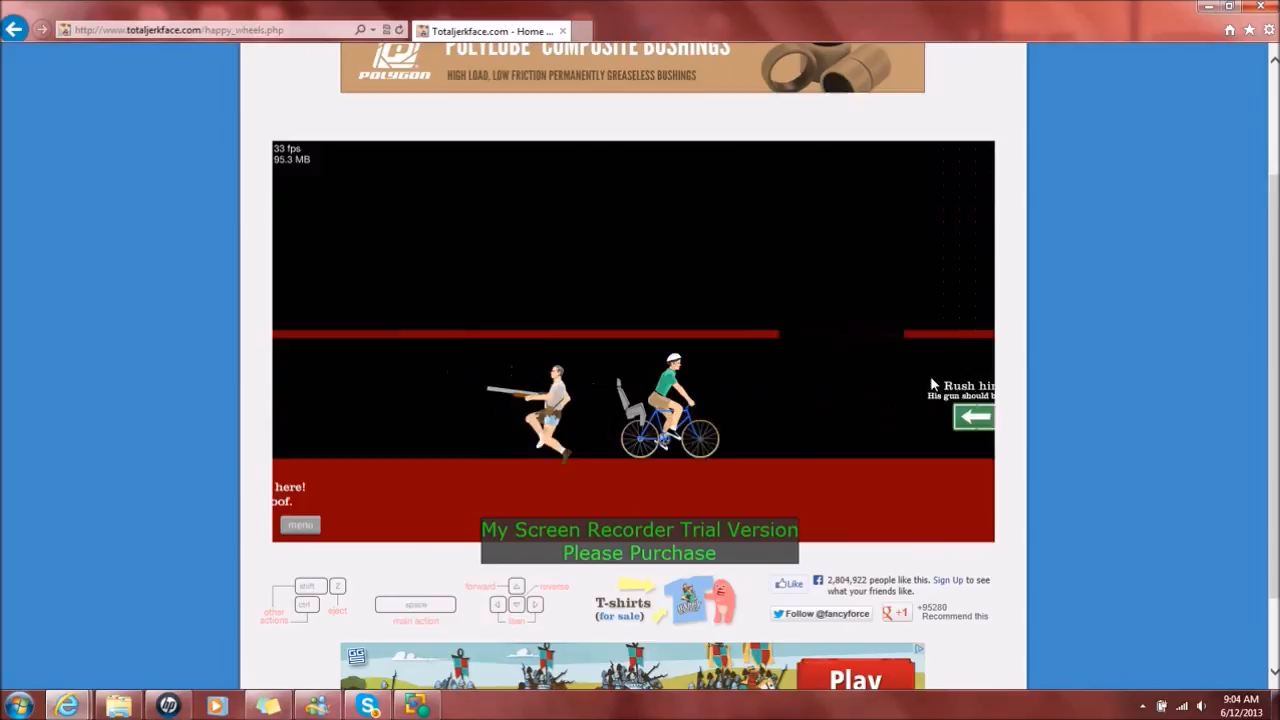 http://www.totaljerkface.com/happy_wheels.php
Totaljerkface.com - Home ...
POLYGON
POLYLUBE COMPOSITE BUSHINGS
HIGH LOAD, LOW FRICTION PERMANENTLY GREASELESS BUSHINGS
33 fps
95.3 MB
Rush hi
His gun should b
here!
oof.
menu
My Screen Recorder Trial Version
Please Purchase
shift
Z
ctrl
other
actions
eject
space
main action
forward
reverse
lean
T-shirts
(for sale)
Like
2,804,922 people like this. Sign Up to see
what your friends like.
Follow @fancyforce
+1
+95280
Recommend this
GGS
Play
hp
9:04 AM
6/12/2013